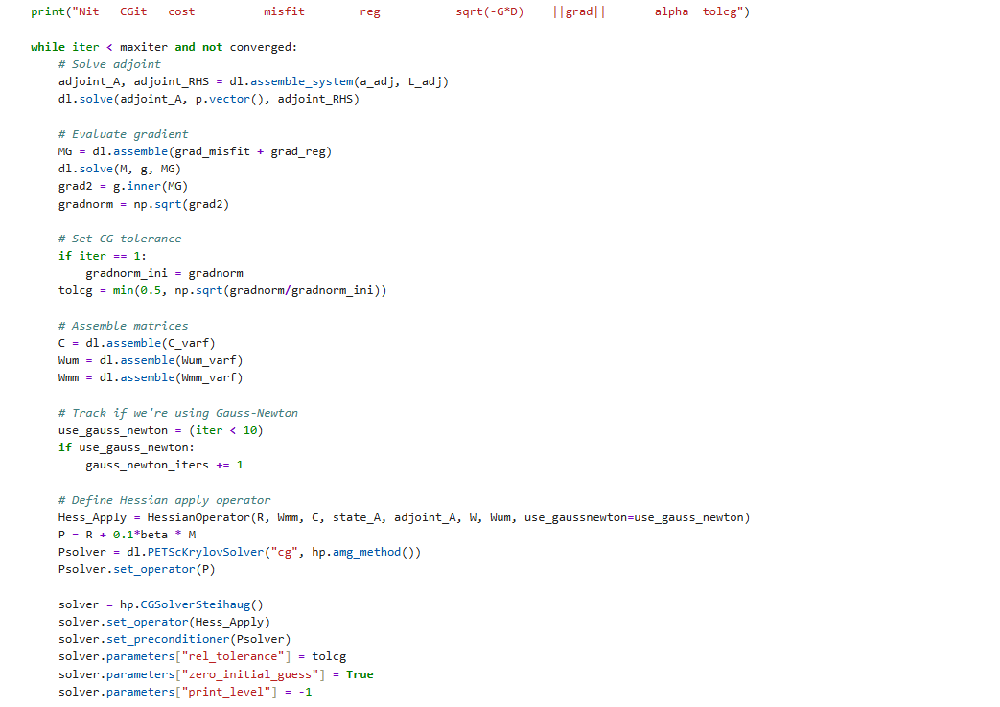 print("Nit   CGit   cost          misfit        reg           sqrt(-G*D)    ||grad||       alpha  tolcg")
while iter < maxiter and not converged:
    # Solve adjoint
    adjoint_A, adjoint_RHS = dl.assemble_system(a_adj, L_adj)
    dl.solve(adjoint_A, p.vector(), adjoint_RHS)
    # Evaluate gradient
    MG = dl.assemble(grad_misfit + grad_reg)
    dl.solve(M, g, MG)
    grad2 = g.inner(MG)
    gradnorm = np.sqrt(grad2)
    # Set CG tolerance
    if iter == 1:
        gradnorm_ini = gradnorm
    tolcg = min(0.5, np.sqrt(gradnorm/gradnorm_ini))
    # Assemble matrices
    C = dl.assemble(C_varf)
    Wum = dl.assemble(Wum_varf)
    Wmm = dl.assemble(Wmm_varf)
    # Track if we're using Gauss-Newton
    use_gauss_newton = (iter < 10)
    if use_gauss_newton:
        gauss_newton_iters += 1
    # Define Hessian apply operator
    Hess_Apply = HessianOperator(R, Wmm, C, state_A, adjoint_A, W, Wum, use_gaussnewton=use_gauss_newton)
    P = R + 0.1*beta * M
    Psolver = dl.PETScKrylovSolver("cg", hp.amg_method())
    Psolver.set_operator(P)
    solver = hp.CGSolverSteihaug()
    solver.set_operator(Hess_Apply)
    solver.set_preconditioner(Psolver)
    solver.parameters["rel_tolerance"] = tolcg
    solver.parameters["zero_initial_guess"] = True
    solver.parameters["print_level"] = -1